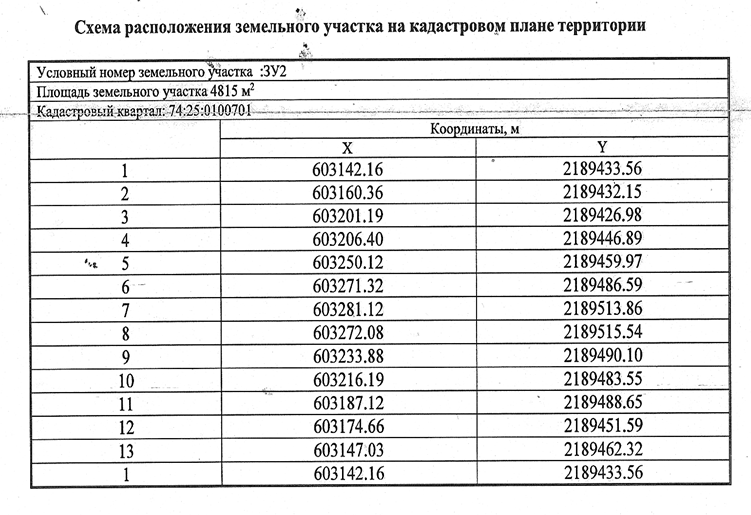 Схема расположения земельного участка на кадастровом плане территории
Условный номер земельного участка :ЗУ2
Площадь земельного участка 4815 м²
Кадастровый квартал: 74:25:0100701
Координаты, м
X Y
1 603142.16 2189433.56
2 603160.36 2189432.15
3 603201.19 2189426.98
4 603206.40 2189446.89
5 603250.12 2189459.97
6 603271.32 2189486.59
7 603281.12 2189513.86
8 603272.08 2189515.54
9 603233.88 2189490.10
10 603216.19 2189483.55
11 603187.12 2189488.65
12 603174.66 2189451.59
13 603147.03 2189462.32
1 603142.16 2189433.56